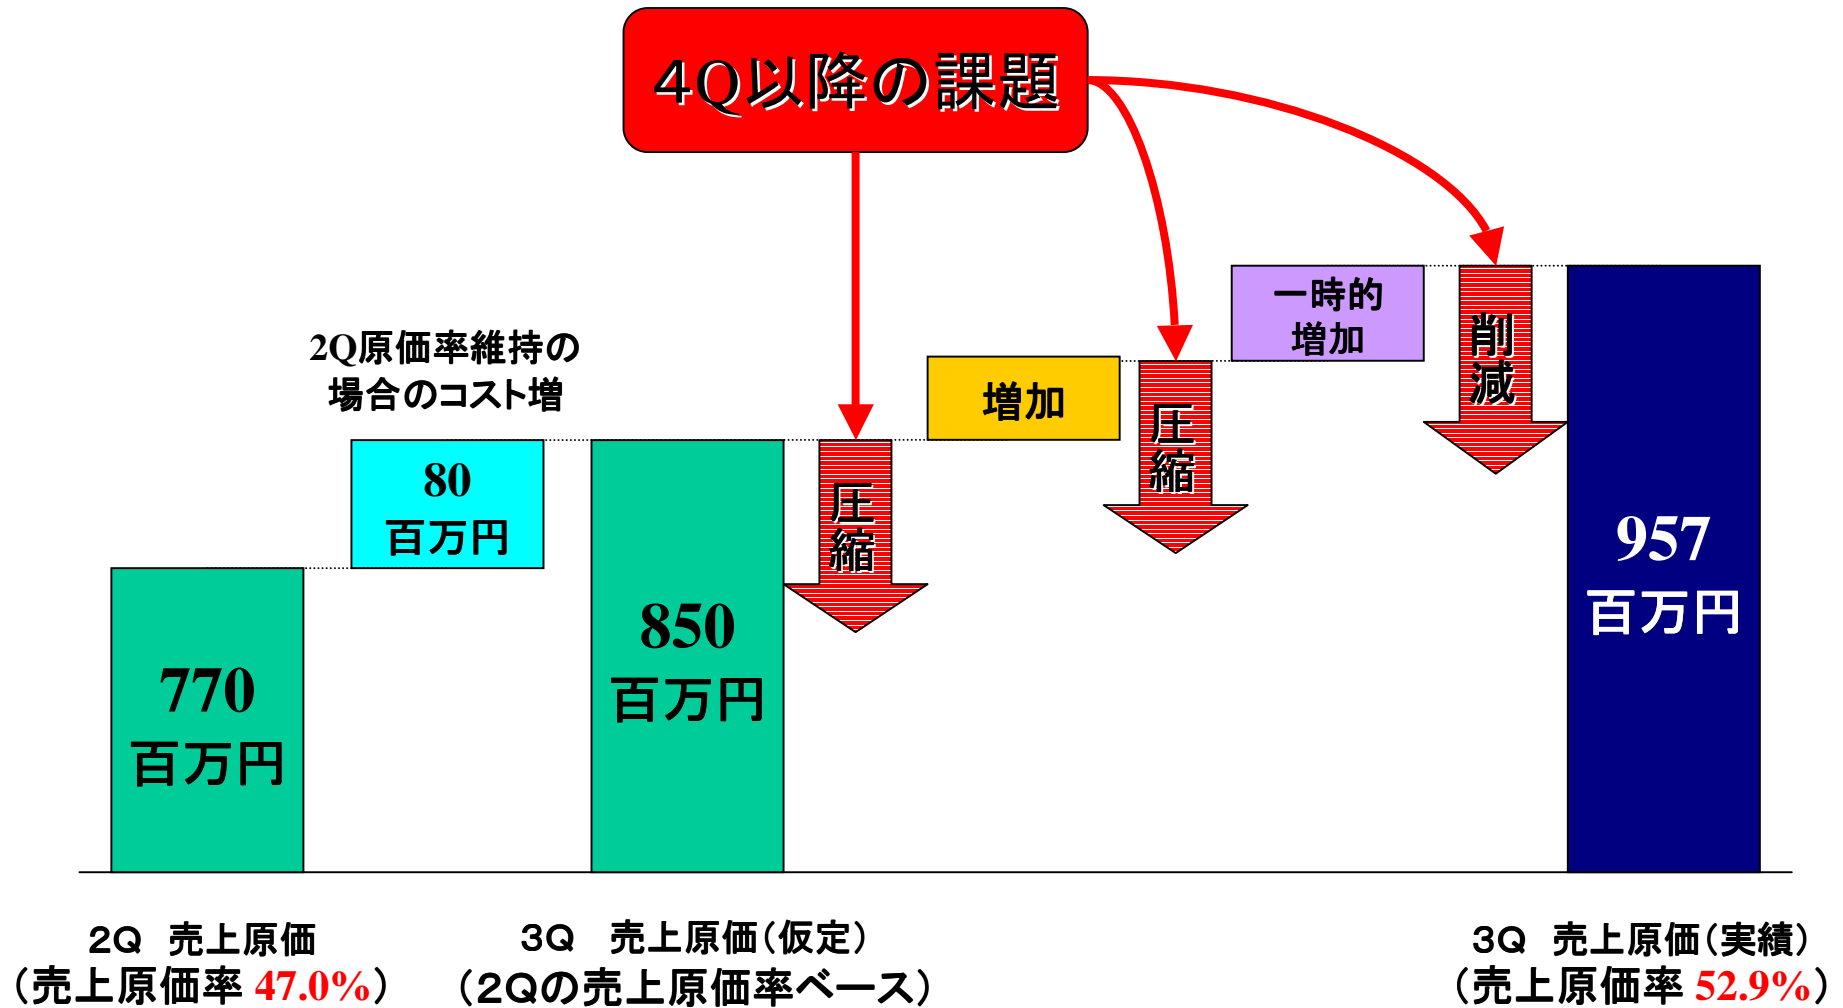 ４Q以降の課題
2Q原価率維持の
場合のコスト増
一時的
増加
削減
増加
圧縮
80
百万円
圧縮
770
百万円
850
百万円
957
百万円
２Q　売上原価
（売上原価率 47.0%）
３Q　売上原価（仮定）
（２Qの売上原価率ベース）
３Q　売上原価（実績）
（売上原価率 52.9%）